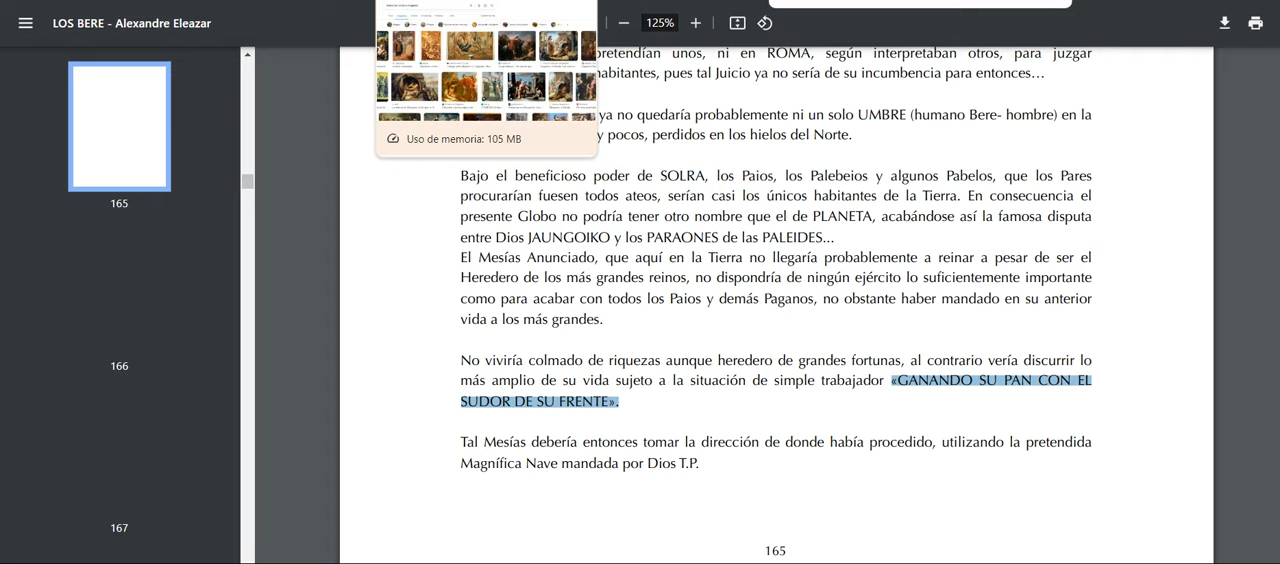 LOS BERE - Alexandre Eleazar
125%
Uso de memoria: 105 MB
165
166
167
pretendían unos, ni en ROMA, según interpretaban otros, para juzgar
habitantes, pues tal Juicio ya no sería de su incumbencia para entonces…
ya no quedaría probablemente ni un solo UMBRE (humano Bere- hombre) en la
y pocos, perdidos en los hielos del Norte.
Bajo el beneficioso poder de SOLRA, los Paios, los Palebeios y algunos Pabelos, que los Pares
procurarían fuesen todos ateos, serían casi los únicos habitantes de la Tierra. En consecuencia el
presente Globo no podría tener otro nombre que el de PLANETA, acabándose así la famosa disputa
entre Dios JAUNGOIKO y los PARAONES de las PALEIDES...
El Mesías Anunciado, que aquí en la Tierra no llegaría probablemente a reinar a pesar de ser el
Heredero de los más grandes reinos, no dispondría de ningún ejército lo suficientemente importante
como para acabar con todos los Paios y demás Paganos, no obstante haber mandado en su anterior
vida a los más grandes.
No viviría colmado de riquezas aunque heredero de grandes fortunas, al contrario vería discurrir lo
más amplio de su vida sujeto a la situación de simple trabajador «GANANDO SU PAN CON EL
SUDOR DE SU FRENTE».
Tal Mesías debería entonces tomar la dirección de donde había procedido, utilizando la pretendida
Magnífica Nave mandada por Dios T.P.
165